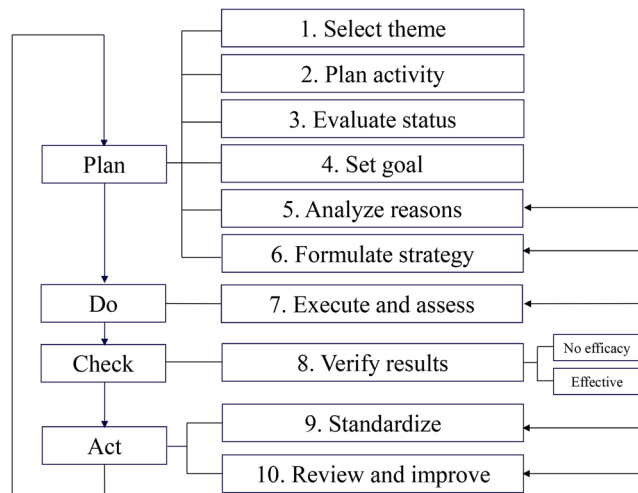 1. Select theme
2. Plan activity
3. Evaluate status
Plan
4. Set goal
5. Analyze reasons
6. Formulate strategy
Do
7. Execute and assess
Check
8. Verify results
No efficacy
Effective
Act
9. Standardize
10. Review and improve